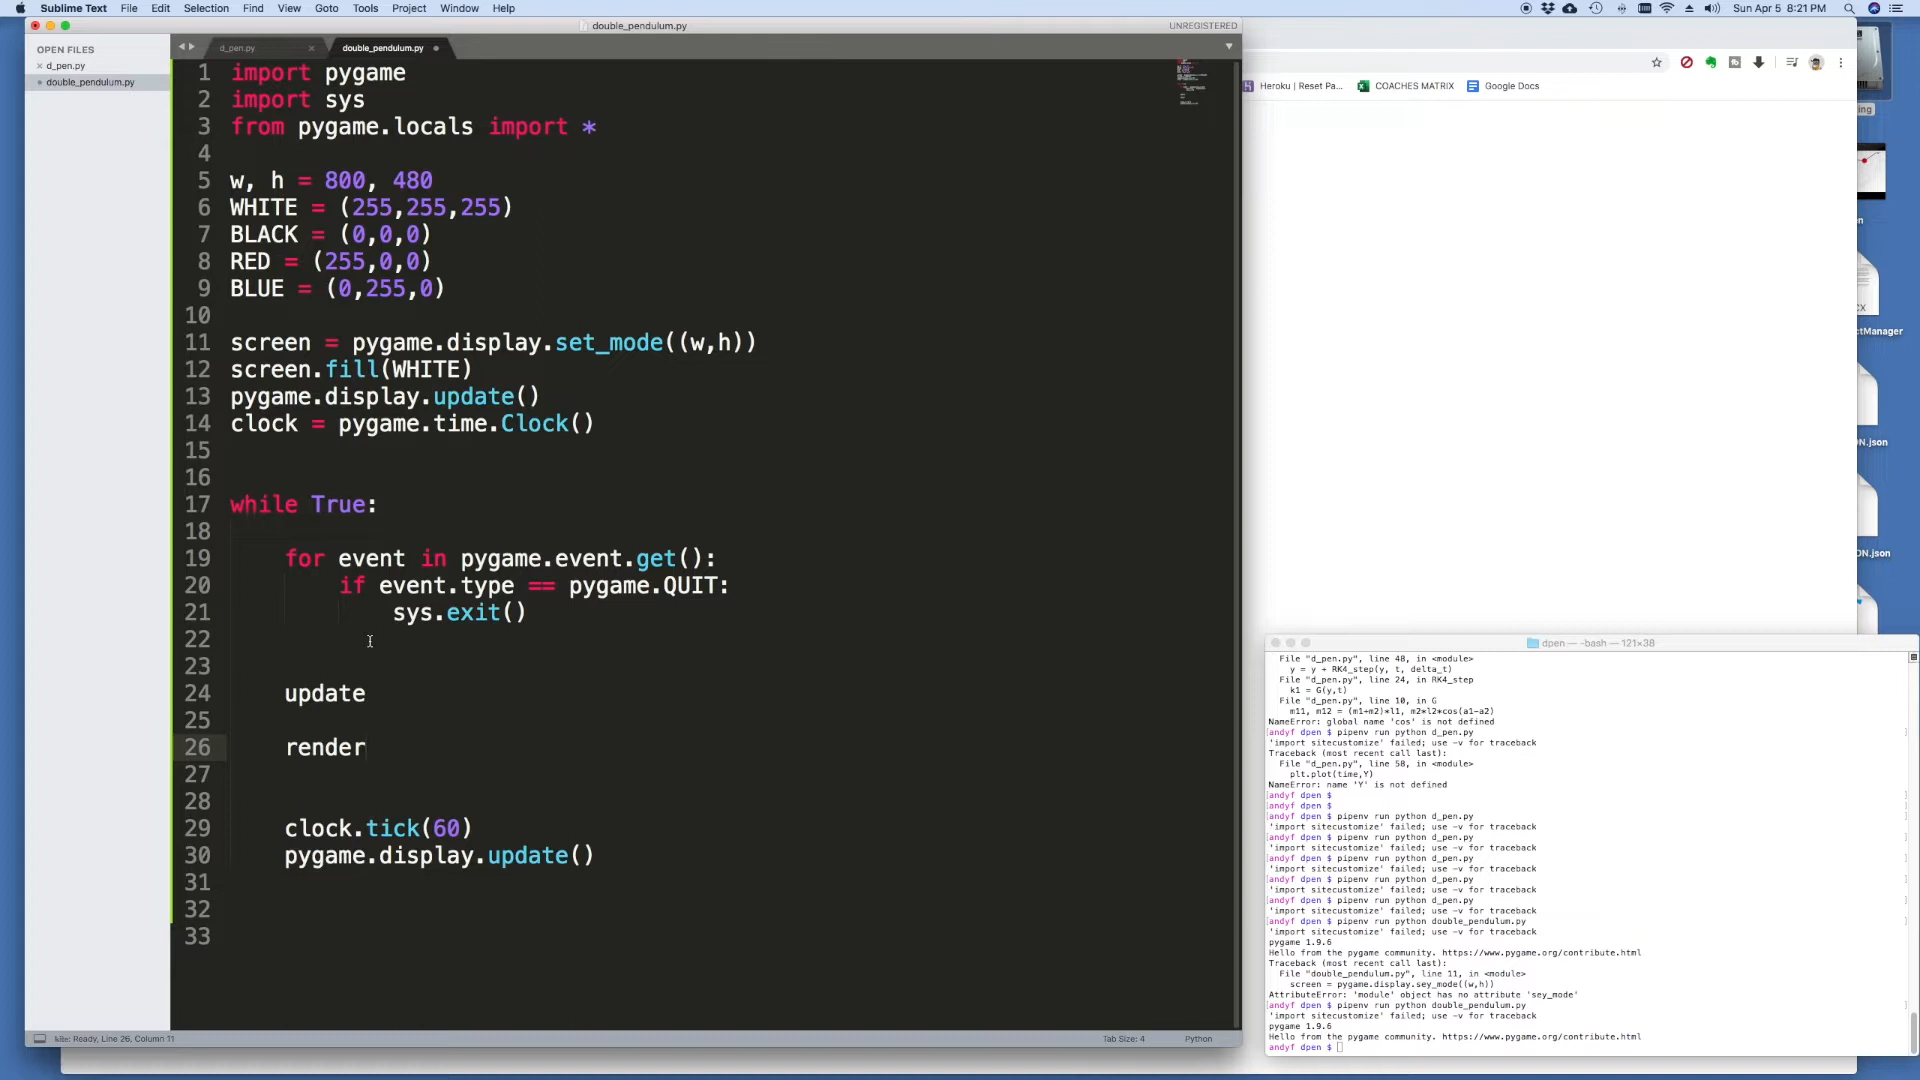 Sublime Text File Edit Selection Find View Goto Tools Project Window Help
Sun Apr 5 8:21 PM
double_pendulum.py
UNREGISTERED
OPEN FILES
d_pen.py
double_pendulum.py
d_pen.py
double_pendulum.py
1 import pygame
2 import sys
3 from pygame.locals import *
4
5 w, h = 800, 480
6 WHITE = (255,255,255)
7 BLACK = (0,0,0)
8 RED = (255,0,0)
9 BLUE = (0,255,0)
10
11 screen = pygame.display.set_mode((w,h))
12 screen.fill(WHITE)
13 pygame.display.update()
14 clock = pygame.time.Clock()
15
16
17 while True:
18
19 for event in pygame.event.get():
20 if event.type == pygame.QUIT:
21 sys.exit()
22
23
24 update
25
26 render
27
28
29 clock.tick(60)
30 pygame.display.update()
31
32
33
kite: Ready, Line 26, Column 11
Tab Size: 4
Python
Heroku | Reset Pa...
COACHES MATRIX
Google Docs
ing
en
CX
ctManager
ON.json
ON.json
dpen — -bash — 121×38
File "d_pen.py", line 48, in <module>
y = y + RK4_step(y, t, delta_t)
File "d_pen.py", line 24, in RK4_step
k1 = G(y,t)
File "d_pen.py", line 10, in G
m11, m12 = (m1+m2)*l1, m2*l2*cos(a1-a2)
NameError: global name 'cos' is not defined
andyf dpen $ pipenv run python d_pen.py
'import sitecustomize' failed; use -v for traceback
Traceback (most recent call last):
File "d_pen.py", line 58, in <module>
plt.plot(time,Y)
NameError: name 'Y' is not defined
andyf dpen $
andyf dpen $
andyf dpen $ pipenv run python d_pen.py
'import sitecustomize' failed; use -v for traceback
andyf dpen $ pipenv run python d_pen.py
'import sitecustomize' failed; use -v for traceback
andyf dpen $ pipenv run python d_pen.py
'import sitecustomize' failed; use -v for traceback
andyf dpen $ pipenv run python d_pen.py
'import sitecustomize' failed; use -v for traceback
andyf dpen $ pipenv run python d_pen.py
'import sitecustomize' failed; use -v for traceback
andyf dpen $ pipenv run python double_pendulum.py
'import sitecustomize' failed; use -v for traceback
pygame 1.9.6
Hello from the pygame community. https://www.pygame.org/contribute.html
Traceback (most recent call last):
File "double_pendulum.py", line 11, in <module>
screen = pygame.display.sey_mode((w,h))
AttributeError: 'module' object has no attribute 'sey_mode'
andyf dpen $ pipenv run python double_pendulum.py
'import sitecustomize' failed; use -v for traceback
pygame 1.9.6
Hello from the pygame community. https://www.pygame.org/contribute.html
andyf dpen $